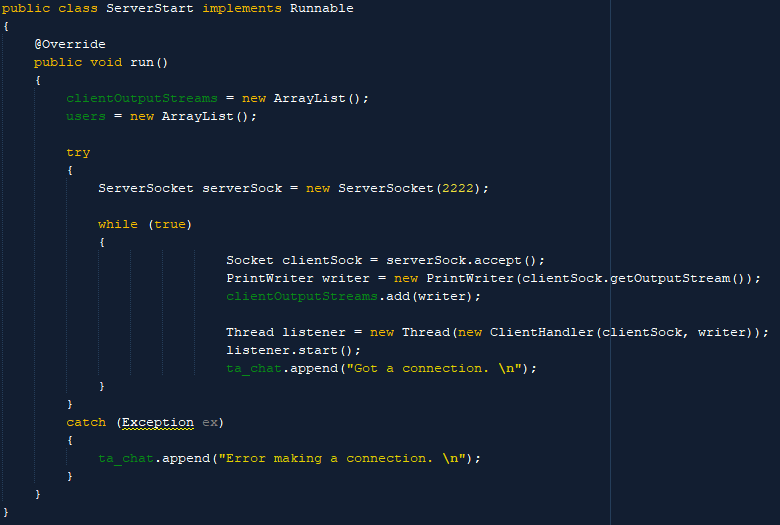 public class ServerStart implements Runnable
{
@Override
public void run()
{
clientOutputStreams = new ArrayList();
users = new ArrayList();
try
{
ServerSocket serverSock = new ServerSocket(2222);
while (true)
{
Socket clientSock = serverSock.accept();
PrintWriter writer = new PrintWriter(clientSock.getOutputStream());
clientOutputStreams.add(writer);
Thread listener = new Thread(new ClientHandler(clientSock, writer));
listener.start();
ta_chat.append("Got a connection. \n");
}
}
catch (Exception ex)
{
ta_chat.append("Error making a connection. \n");
}
}
}